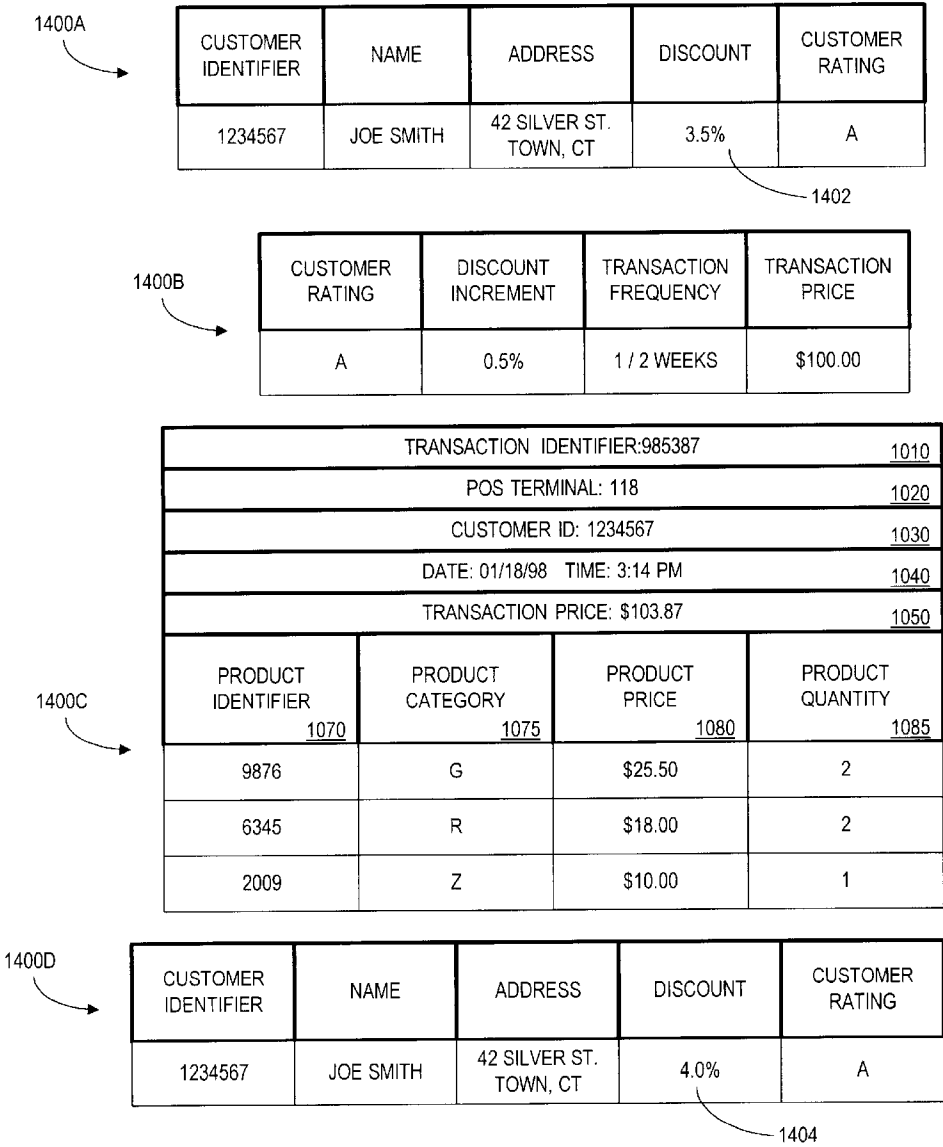 1400A
CUSTOMER IDENTIFIER NAME ADDRESS DISCOUNT CUSTOMER RATING
1234567 JOE SMITH 42 SILVER ST. TOWN, CT 3.5% A
1402
1400B
CUSTOMER RATING DISCOUNT INCREMENT TRANSACTION FREQUENCY TRANSACTION PRICE
A 0.5% 1 / 2 WEEKS $100.00
TRANSACTION IDENTIFIER:985387 1010
POS TERMINAL: 118 1020
CUSTOMER ID: 1234567 1030
DATE: 01/18/98 TIME: 3:14 PM 1040
TRANSACTION PRICE: $103.87 1050
1400C
PRODUCT IDENTIFIER 1070 PRODUCT CATEGORY 1075 PRODUCT PRICE 1080 PRODUCT QUANTITY 1085
9876 G $25.50 2
6345 R $18.00 2
2009 Z $10.00 1
1400D
CUSTOMER IDENTIFIER NAME ADDRESS DISCOUNT CUSTOMER RATING
1234567 JOE SMITH 42 SILVER ST. TOWN, CT 4.0% A
1404